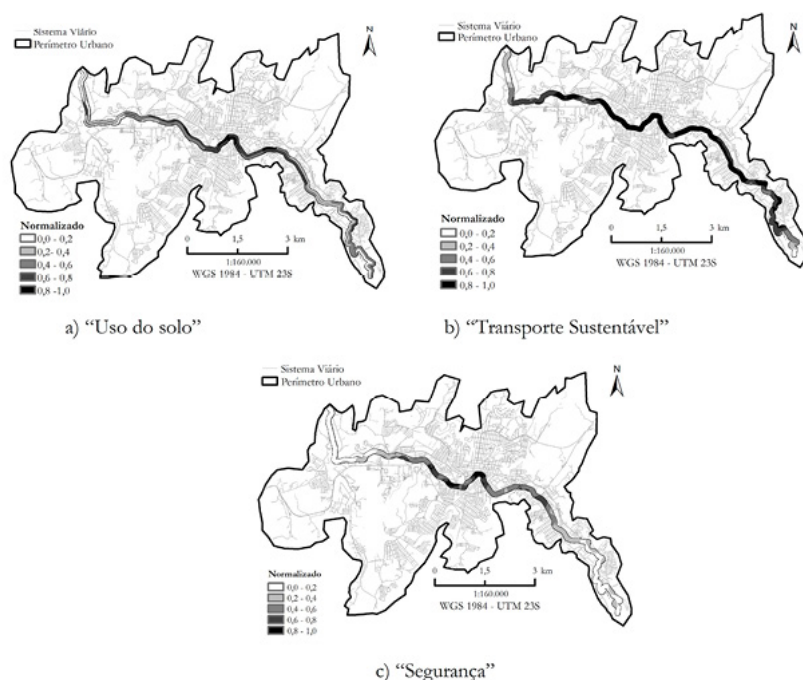 N
Sistema Viário
Perímetro Urbano
Normalizado
0,0 - 0,2
0,2- 0,4
0,4 - 0,6
0,6 - 0,8
0,8 -1,0
0 1,5 3 km
1:160.000
WGS 1984 - UTM 23S
a) “Uso do solo”
N
Sistema Viário
Perímetro Urbano
Normalizado
0,0 - 0,2
0,2 - 0,4
0,4 - 0,6
0,6 - 0,8
0,8 - 1,0
0 1,5 3 km
1:160.000
WGS 1984 - UTM 23S
b) “Transporte Sustentável”
N
Sistema Viário
Perímetro Urbano
Normalizado
0,0 - 0,2
0,2 - 0,4
0,4 - 0,6
0,6 - 0,8
0,8 - 1,0
0 1,5 3 km
1:160.000
WGS 1984 - UTM 23S
c) “Segurança”